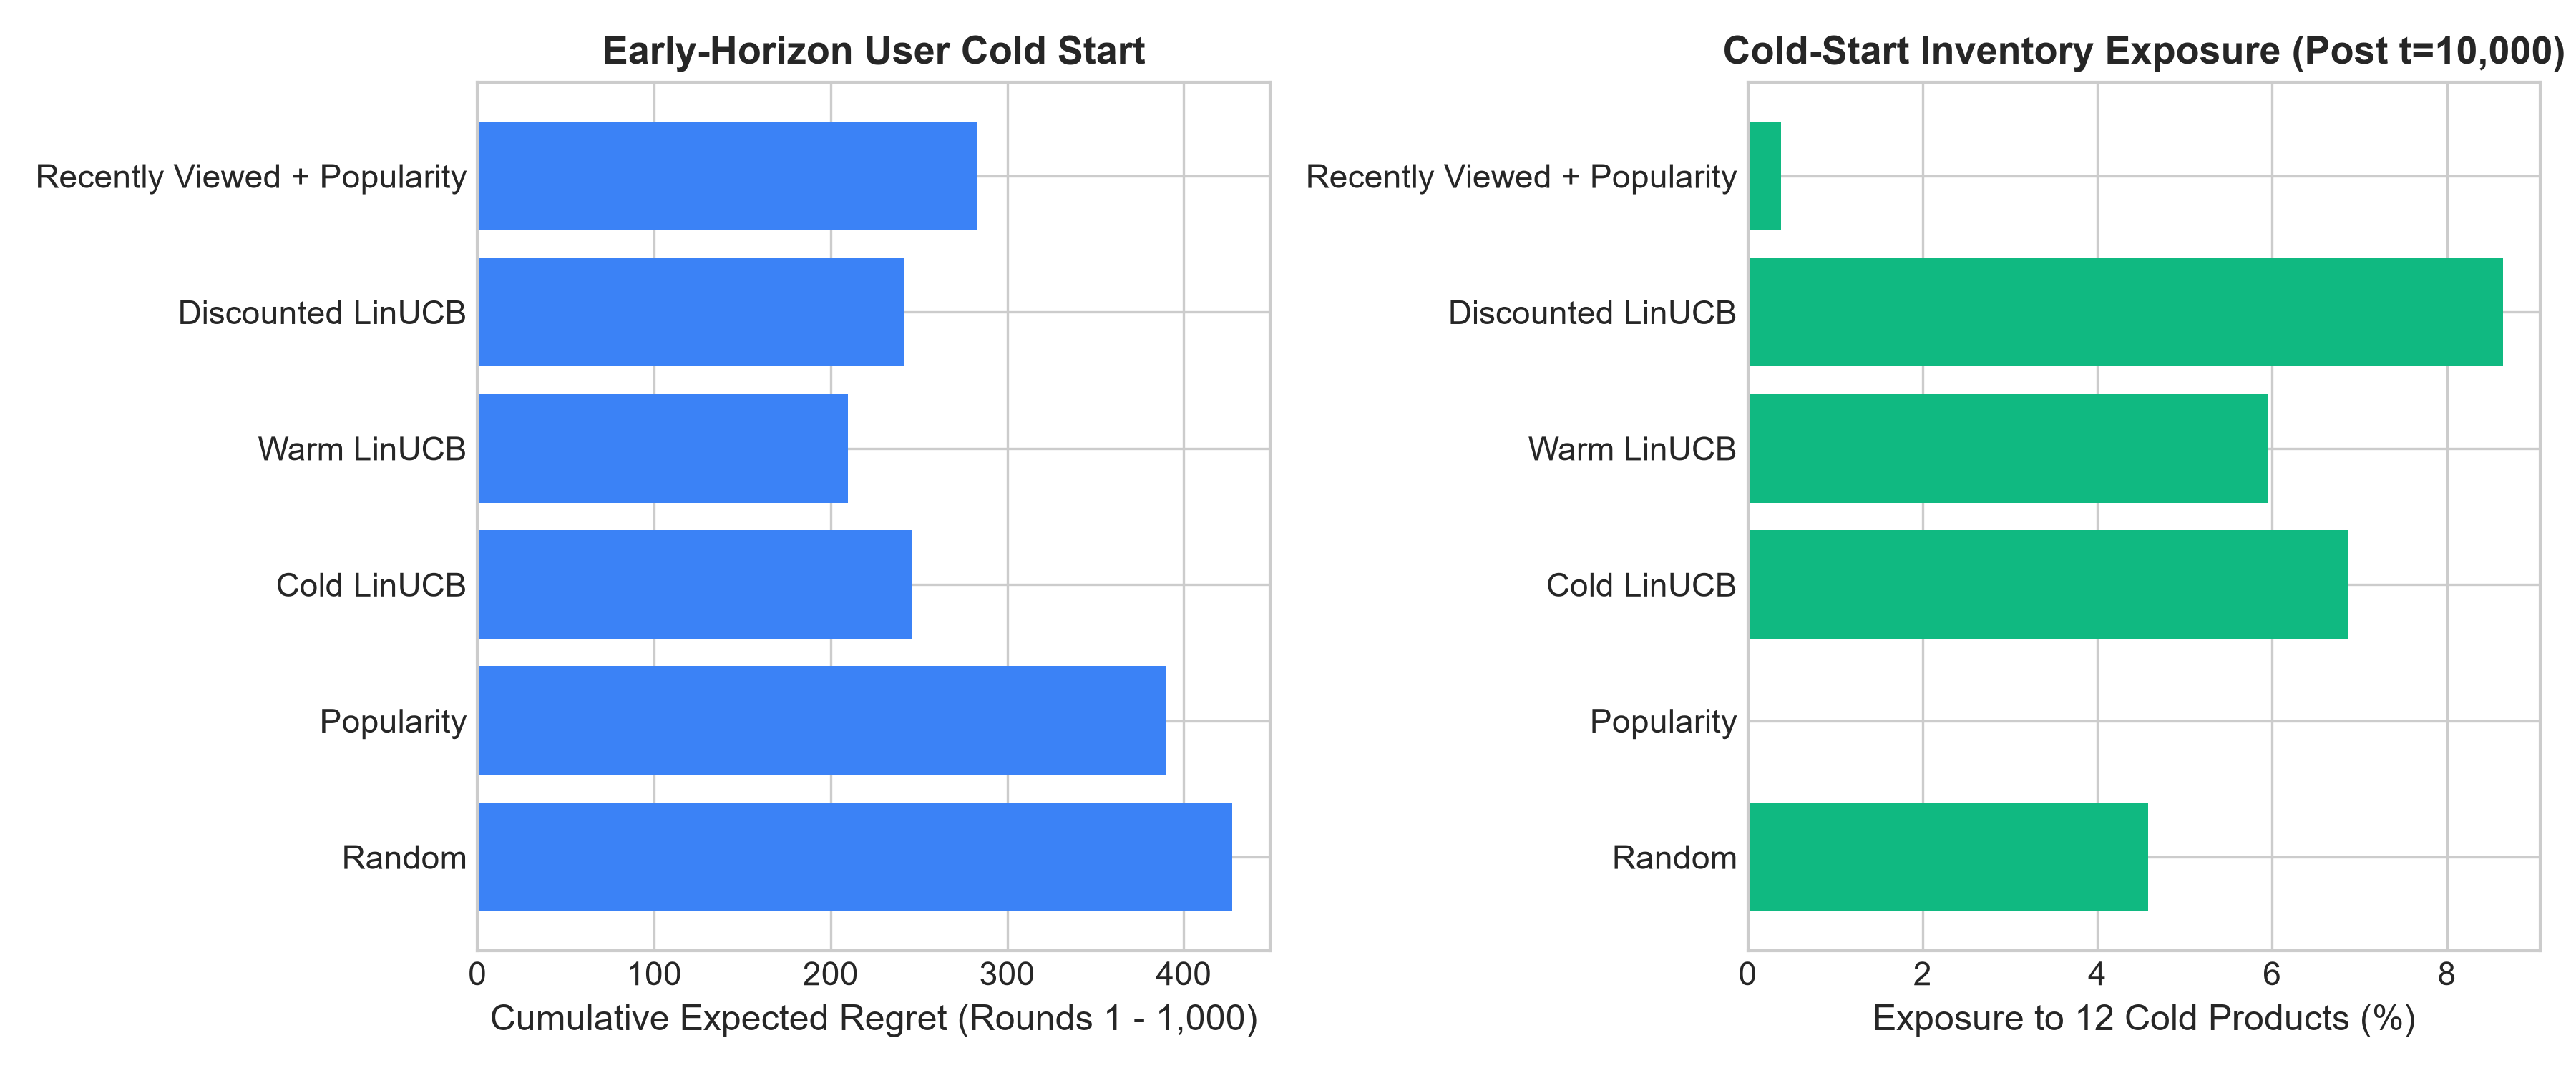 Early-Horizon User Cold Start
Recently Viewed + Popularity
Discounted LinUCB
Warm LinUCB
Cold LinUCB
Popularity
Random
0 100 200 300 400
Cumulative Expected Regret (Rounds 1 - 1,000)
Cold-Start Inventory Exposure (Post t=10,000)
Recently Viewed + Popularity
Discounted LinUCB
Warm LinUCB
Cold LinUCB
Popularity
Random
0 2 4 6 8
Exposure to 12 Cold Products (%)